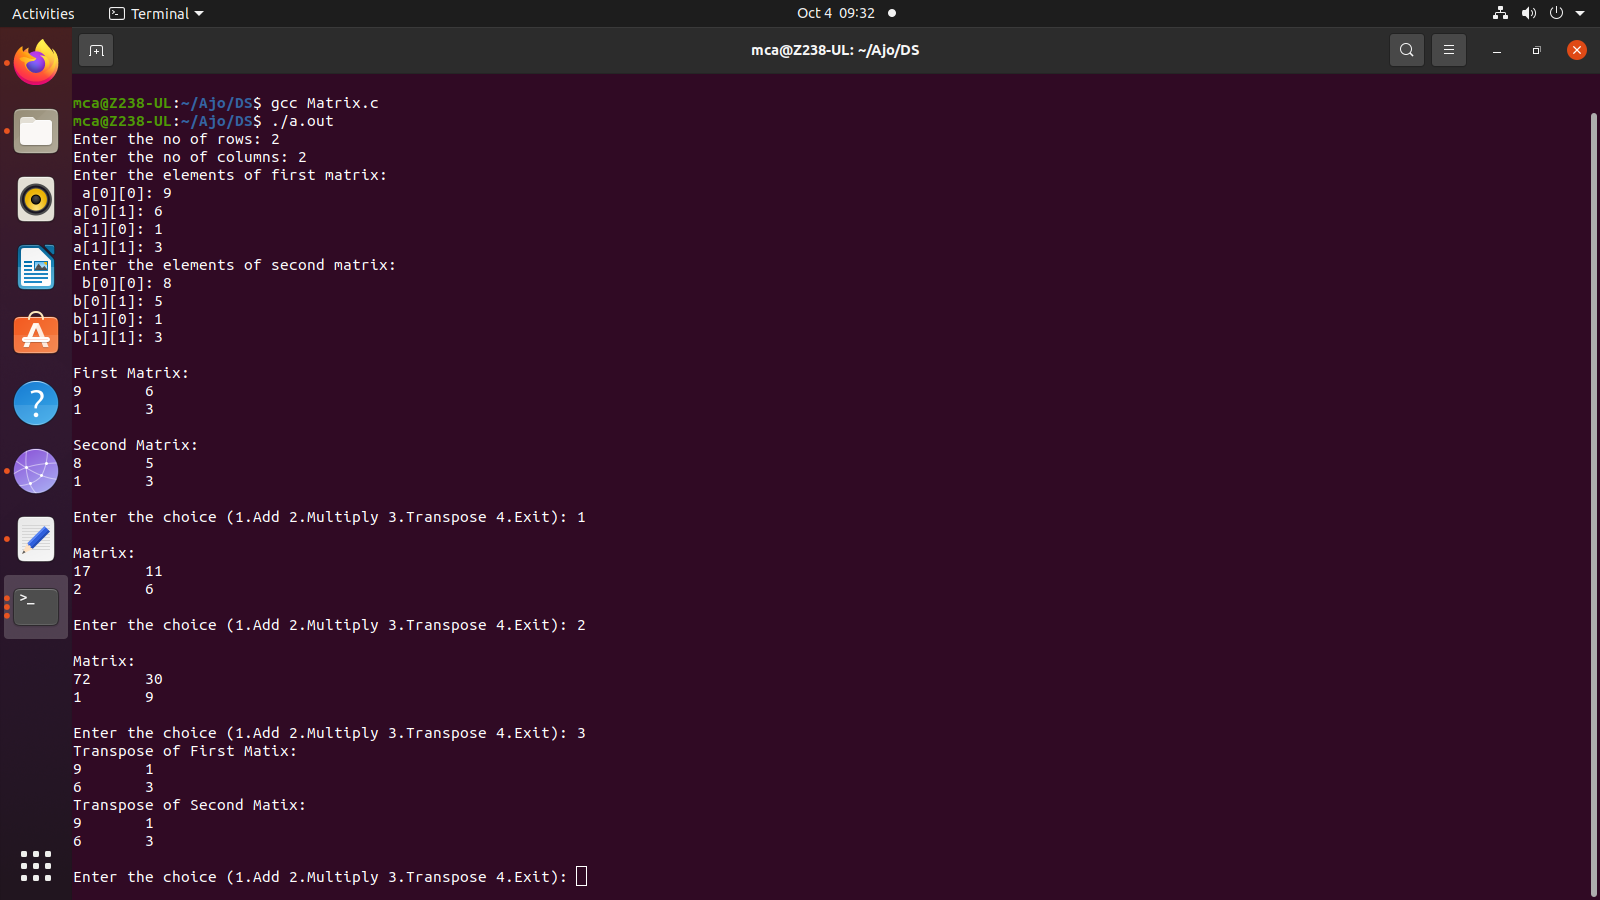 Activities
Terminal
Oct 4 09:32
mca@Z238-UL: ~/Ajo/DS
mca@Z238-UL:~/Ajo/DS$ gcc Matrix.c
mca@Z238-UL:~/Ajo/DS$ ./a.out
Enter the no of rows: 2
Enter the no of columns: 2
Enter the elements of first matrix:
a[0][0]: 9
a[0][1]: 6
a[1][0]: 1
a[1][1]: 3
Enter the elements of second matrix:
b[0][0]: 8
b[0][1]: 5
b[1][0]: 1
b[1][1]: 3
First Matrix:
9 6
1 3
Second Matrix:
8 5
1 3
Enter the choice (1.Add 2.Multiply 3.Transpose 4.Exit): 1
Matrix:
17 11
2 6
Enter the choice (1.Add 2.Multiply 3.Transpose 4.Exit): 2
Matrix:
72 30
1 9
Enter the choice (1.Add 2.Multiply 3.Transpose 4.Exit): 3
Transpose of First Matix:
9 1
6 3
Transpose of Second Matix:
9 1
6 3
Enter the choice (1.Add 2.Multiply 3.Transpose 4.Exit):